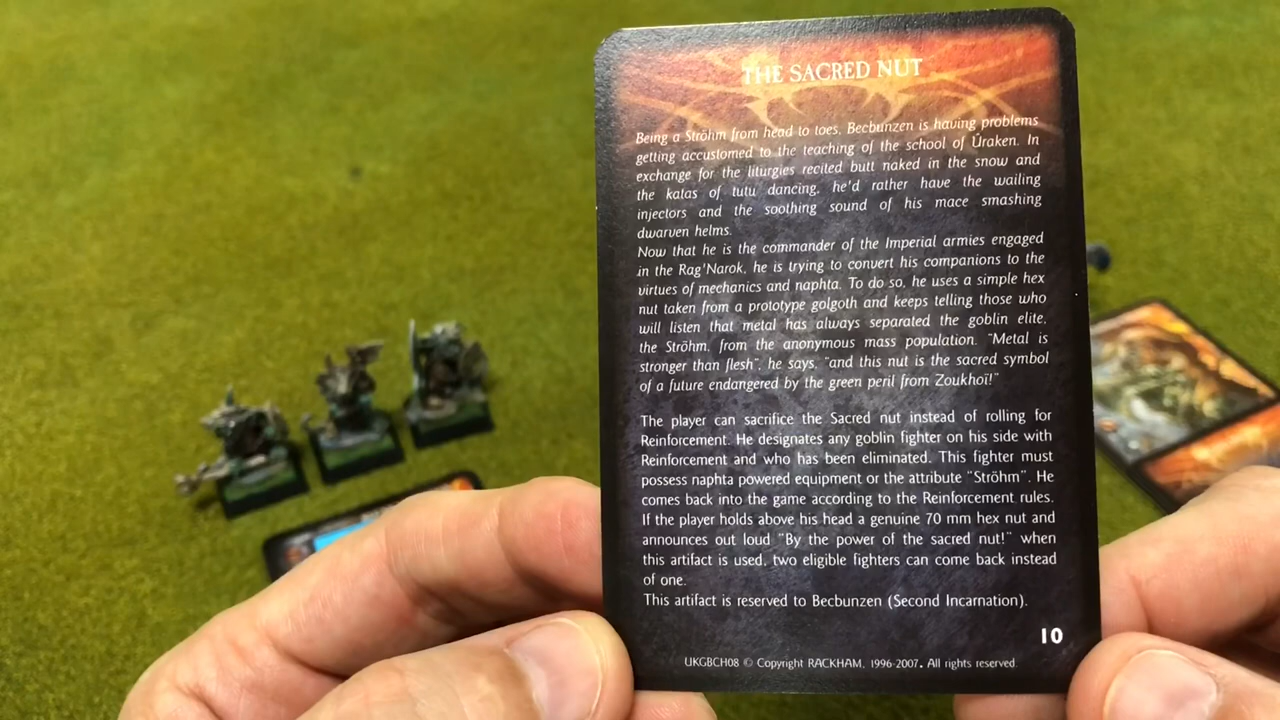 THE SACRED NUT
Being a Ströhm from head to toes, Becbunzen is having problems
getting accustomed to the teaching of the school of Ûraken. In
exchange for the liturgies recited butt naked in the snow and
the katas of tutu dancing, he'd rather have the wailing
injectors and the soothing sound of his mace smashing
dwarven helms.
Now that he is the commander of the Imperial armies engaged
in the Rag'Narok, he is trying to convert his companions to the
virtues of mechanics and naphta. To do so, he uses a simple hex
nut taken from a prototype golgoth and keeps telling those who
will listen that metal has always separated the goblin elite,
the Ströhm, from the anonymous mass population. "Metal is
stronger than flesh", he says, "and this nut is the sacred symbol
of a future endangered by the green peril from Zoukhoï!"
The player can sacrifice the Sacred nut instead of rolling for
Reinforcement. He designates any goblin fighter on his side with
Reinforcement and who has been eliminated. This fighter must
possess naphta powered equipment or the attribute "Ströhm". He
comes back into the game according to the Reinforcement rules.
If the player holds above his head a genuine 70 mm hex nut and
announces out loud "By the power of the sacred nut!" when
this artifact is used, two eligible fighters can come back instead
of one.
This artifact is reserved to Becbunzen (Second Incarnation).
10
UKGBCH08 © Copyright RACKHAM, 1996-2007. All rights reserved.